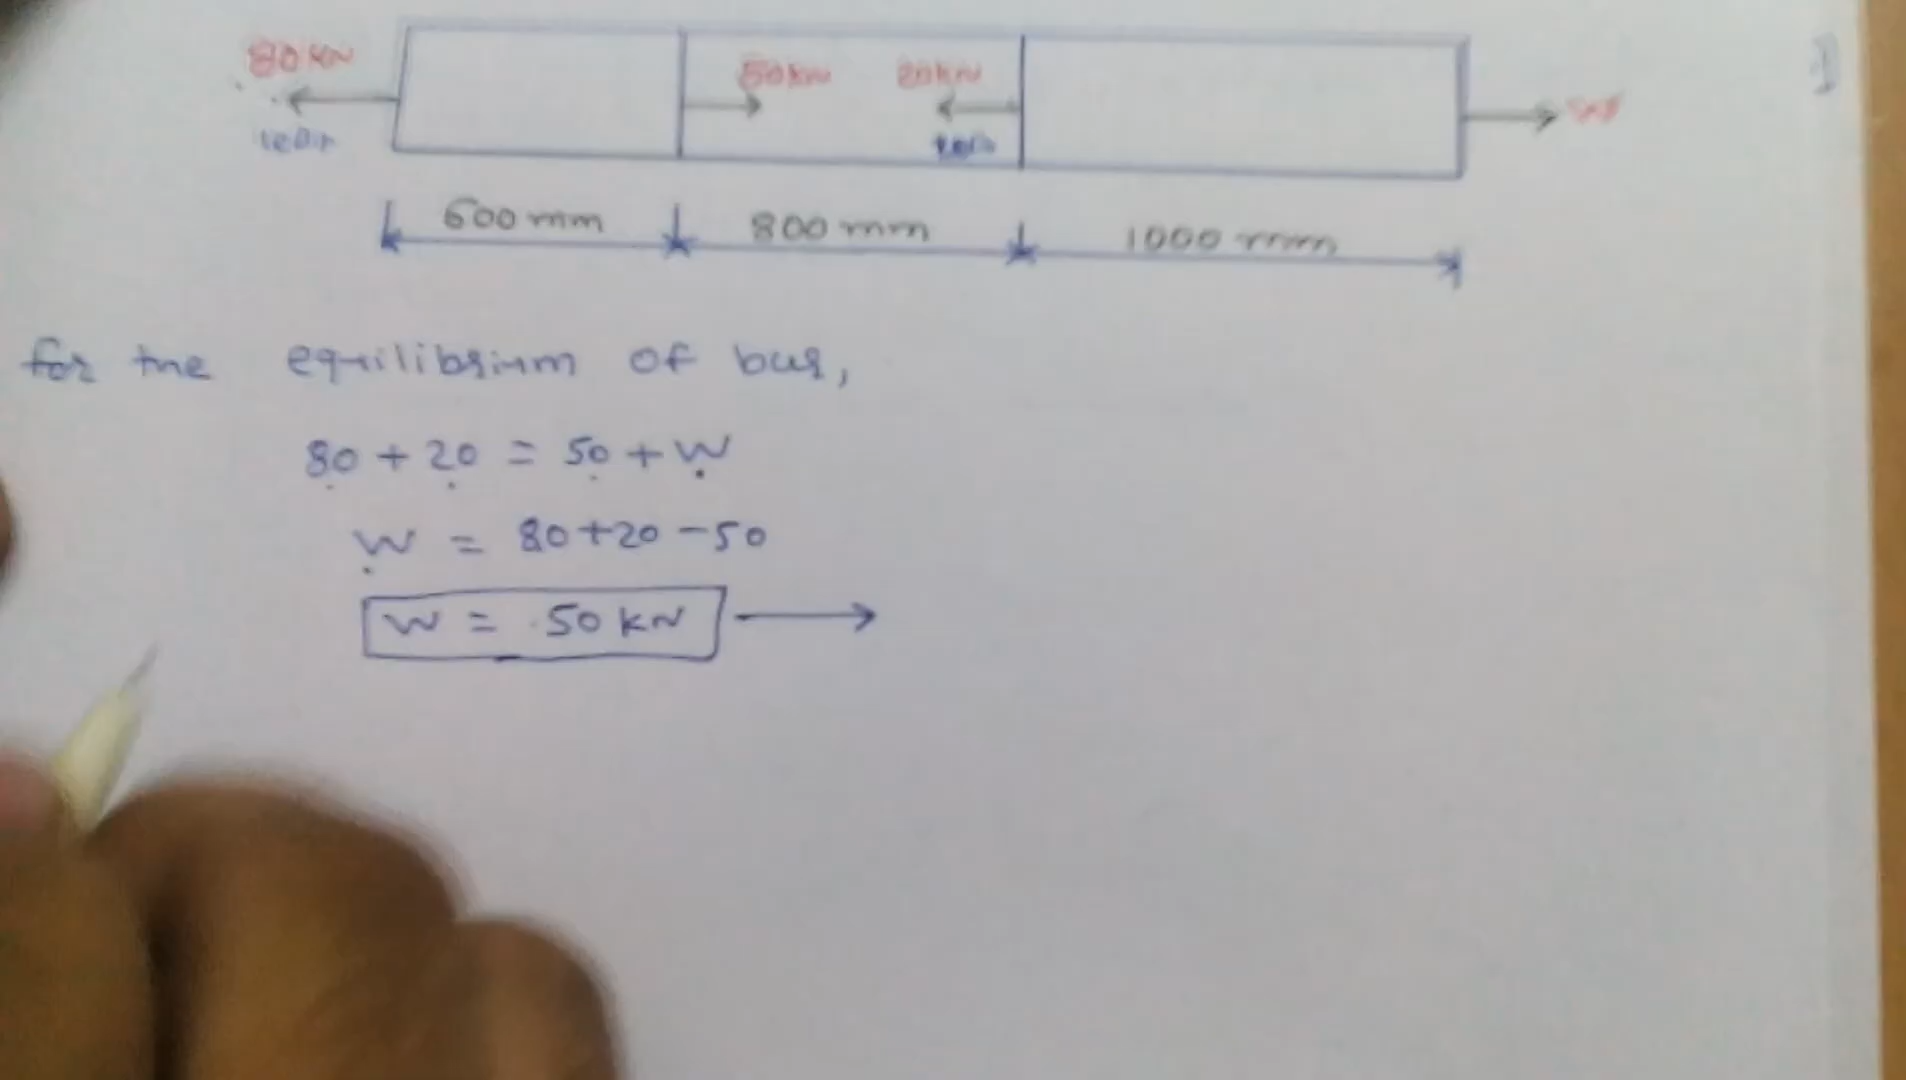 80 kN 50 kN 20 kN
600 mm 800 mm 1000 mm
for the equilibrium of bar,
80 + 20 = 50 + W
W = 80 + 20 - 50
W = 50 kN